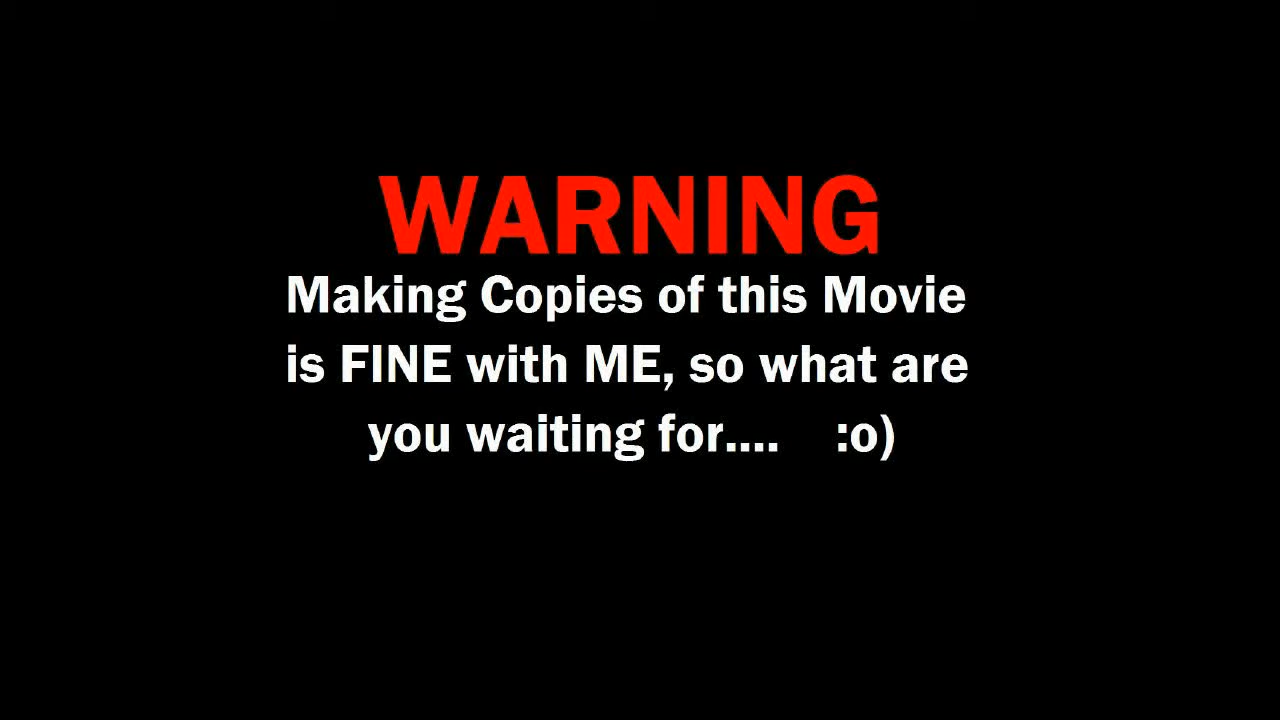 WARNING
Making Copies of this Movie
is FINE with ME, so what are
you waiting for.... :o)